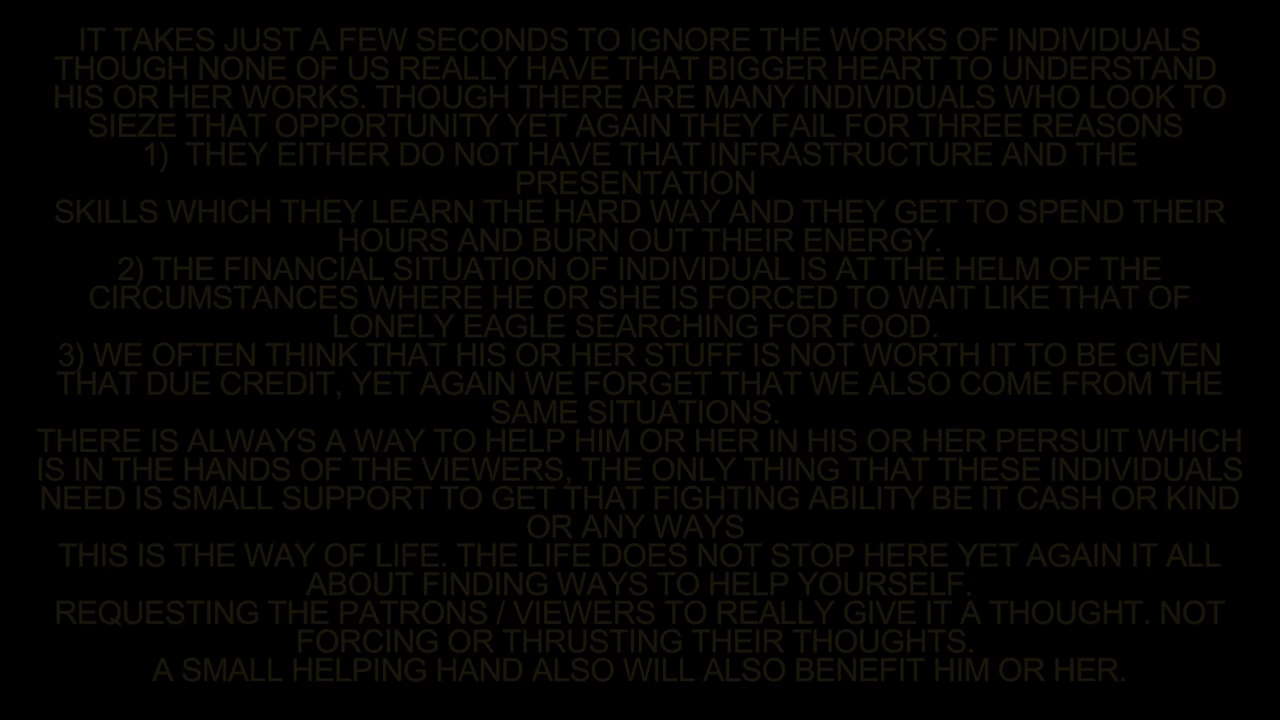 IT TAKES JUST A FEW SECONDS TO IGNORE THE WORKS OF INDIVIDUALS
THOUGH NONE OF US REALLY HAVE THAT BIGGER HEART TO UNDERSTAND
HIS OR HER WORKS. THOUGH THERE ARE MANY INDIVIDUALS WHO LOOK TO
SIEZE THAT OPPORTUNITY YET AGAIN THEY FAIL FOR THREE REASONS
1) THEY EITHER DO NOT HAVE THAT INFRASTRUCTURE AND THE
PRESENTATION
SKILLS WHICH THEY LEARN THE HARD WAY AND THEY GET TO SPEND THEIR
HOURS AND BURN OUT THEIR ENERGY.
2) THE FINANCIAL SITUATION OF INDIVIDUAL IS AT THE HELM OF THE
CIRCUMSTANCES WHERE HE OR SHE IS FORCED TO WAIT LIKE THAT OF
LONELY EAGLE SEARCHING FOR FOOD.
3) WE OFTEN THINK THAT HIS OR HER STUFF IS NOT WORTH IT TO BE GIVEN
THAT DUE CREDIT, YET AGAIN WE FORGET THAT WE ALSO COME FROM THE
SAME SITUATIONS.
THERE IS ALWAYS A WAY TO HELP HIM OR HER IN HIS OR HER PERSUIT WHICH
IS IN THE HANDS OF THE VIEWERS, THE ONLY THING THAT THESE INDIVIDUALS
NEED IS SMALL SUPPORT TO GET THAT FIGHTING ABILITY BE IT CASH OR KIND
OR ANY WAYS
THIS IS THE WAY OF LIFE. THE LIFE DOES NOT STOP HERE YET AGAIN IT ALL
ABOUT FINDING WAYS TO HELP YOURSELF.
REQUESTING THE PATRONS / VIEWERS TO REALLY GIVE IT A THOUGHT. NOT
FORCING OR THRUSTING THEIR THOUGHTS.
A SMALL HELPING HAND ALSO WILL ALSO BENEFIT HIM OR HER.